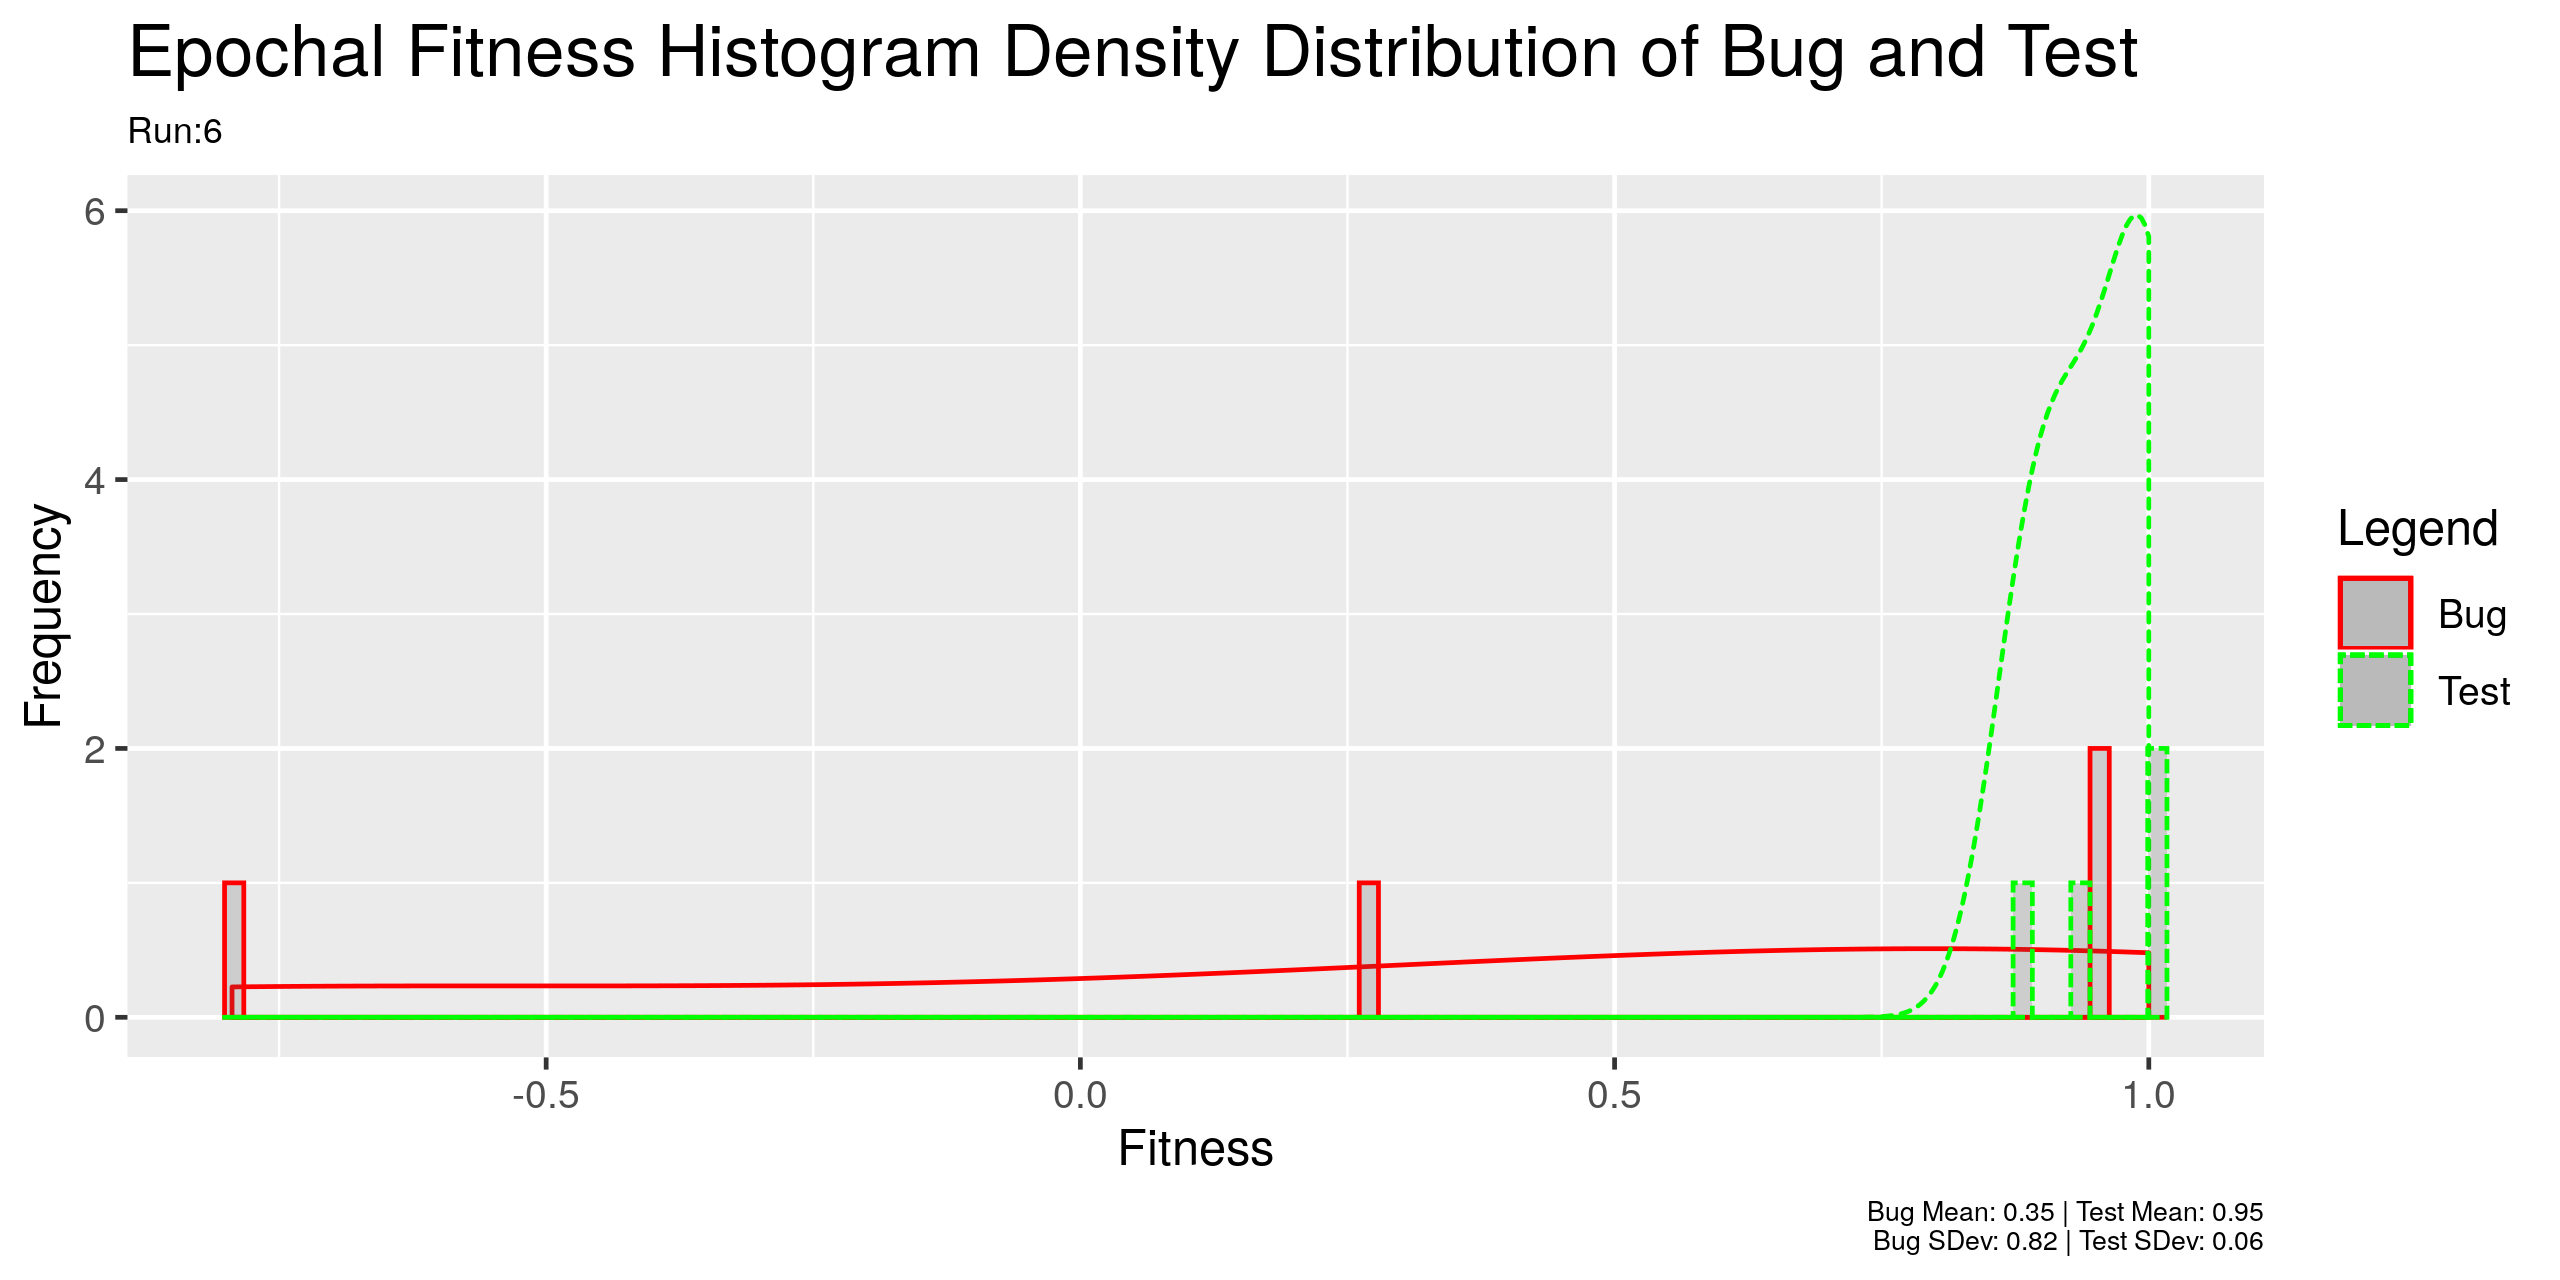 Epochal Fitness Histogram Density Distribution of Bug and Test
Run:6
6
4
2
0
Frequency
-0.5
0.0
0.5
1.0
Fitness
Legend
Bug
Test
Bug Mean: 0.35 | Test Mean: 0.95
Bug SDev: 0.82 | Test SDev: 0.06